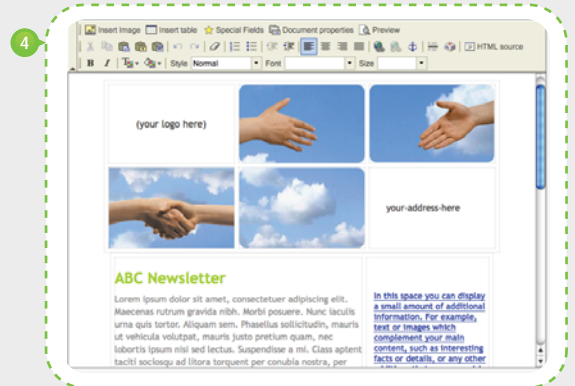 4
Insert Image Insert table Special Fields Document properties Preview
HTML source
B I Style Normal Font Size
(your logo here)
your-address-here
ABC Newsletter
Lorem ipsum dolor sit amet, consectetuer adipiscing elit.
Maecenas rutrum gravida nibh. Morbi posuere. Nunc iaculis
urna quis tortor. Aliquam sem. Phasellus sollicitudin, mauris
ut vehicula volutpat, mauris justo pretium quam, nec
lobortis ipsum nisi sed lectus. Suspendisse a mi. Class aptent
taciti sociosqu ad litora torquent per conubia nostra, per
In this space you can display
a small amount of additional
information. For example,
text or images which
complement your main
content, such as interesting
facts or details, or any other